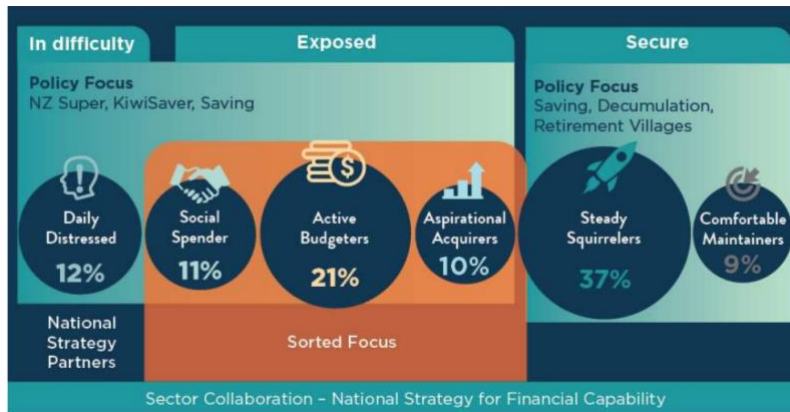 In difficulty
Exposed
Secure
Policy Focus
NZ Super, KiwiSaver, Saving
Policy Focus
Saving, Decumulation,
Retirement Villages
$
Daily
Distressed
12%
Social
Spender
11%
Active
Budgeters
21%
Aspirational
Acquirers
10%
Steady
Squirrelers
37%
Comfortable
Maintainers
9%
National
Strategy
Partners
Sorted Focus
Sector Collaboration – National Strategy for Financial Capability